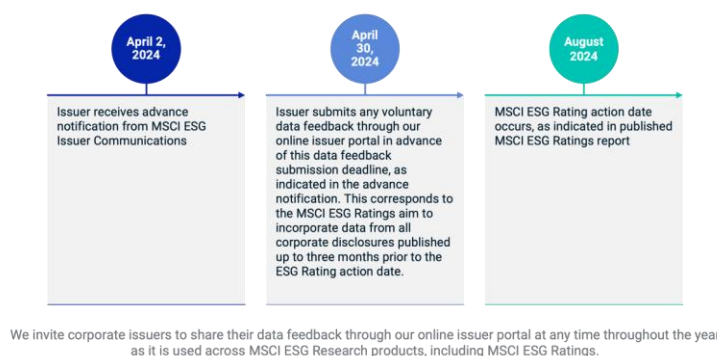 April 2,
2024
April
30,
2024
August
2024
Issuer receives advance
notification from MSCI ESG
Issuer Communications
Issuer submits any voluntary
data feedback through our
online issuer portal in advance
of this data feedback
submission deadline, as
indicated in the advance
notification. This corresponds to
the MSCI ESG Ratings aim to
incorporate data from all
corporate disclosures published
up to three months prior to the
ESG Rating action date.
MSCI ESG Rating action date
occurs, as indicated in published
MSCI ESG Ratings report
We invite corporate issuers to share their data feedback through our online issuer portal at any time throughout the year
as it is used across MSCI ESG Research products, including MSCI ESG Ratings.